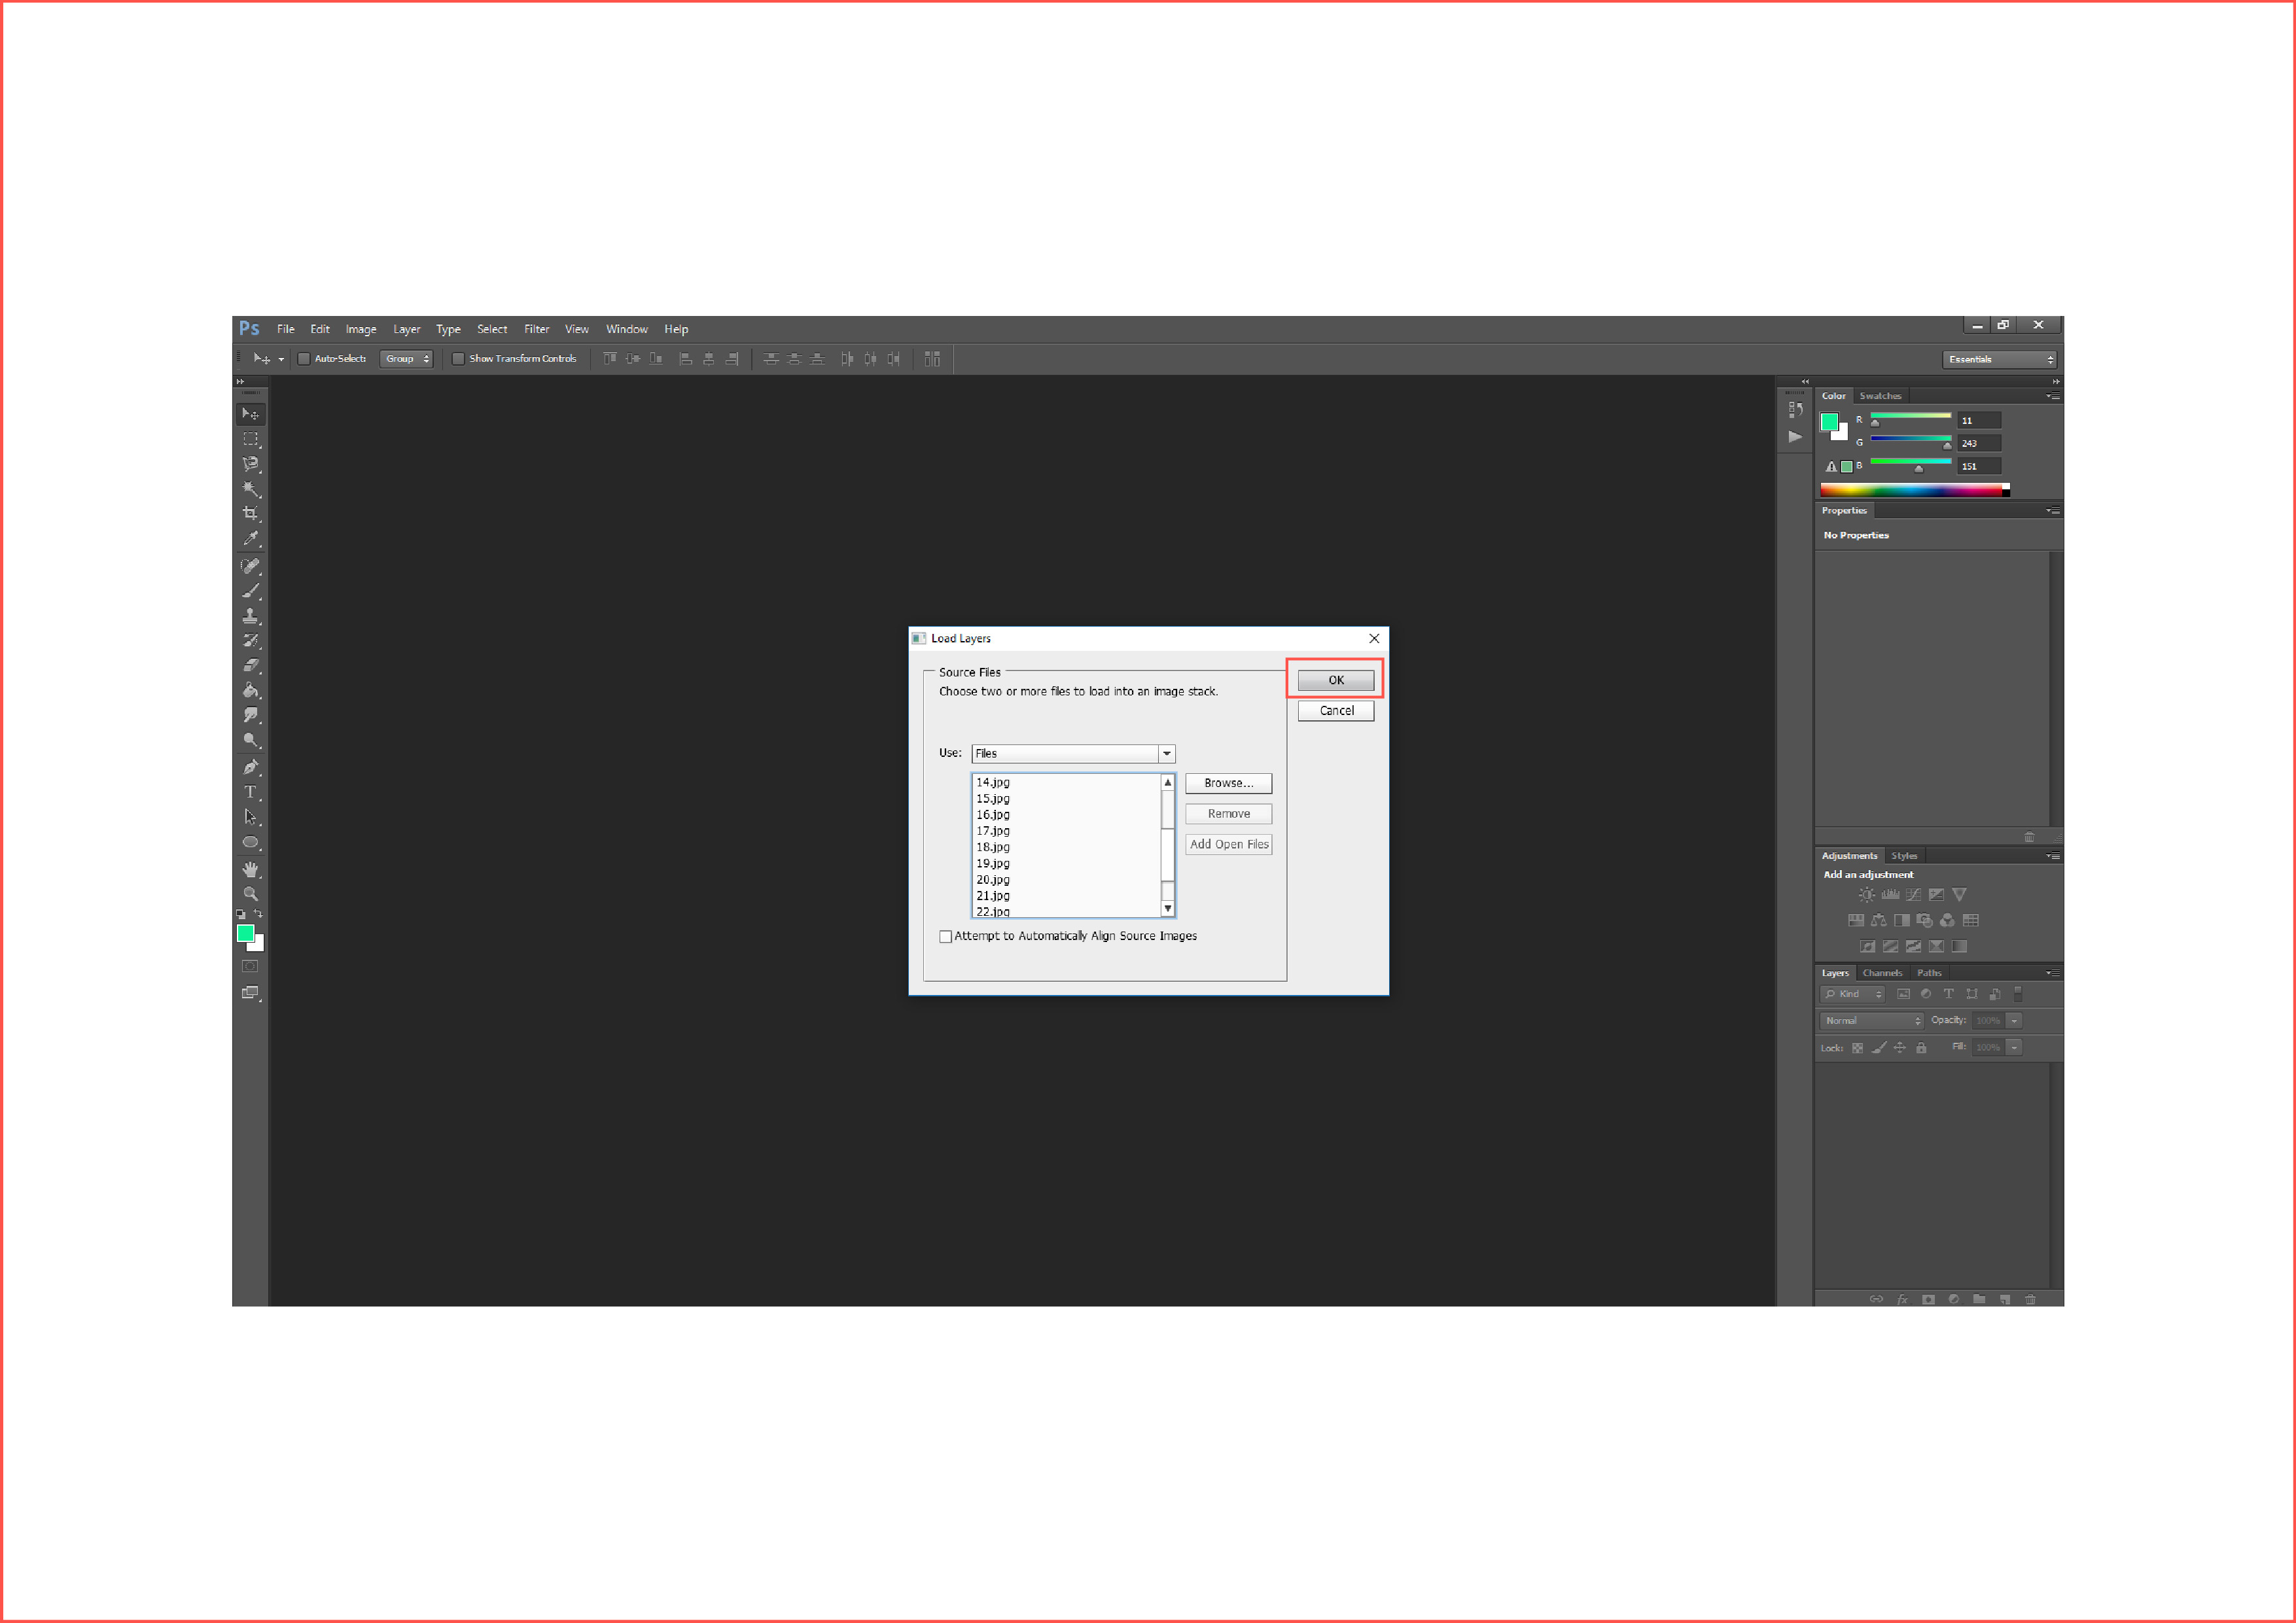 Ps File Edit Image Layer Type Select Filter View Window Help
Auto-Select: Group Show Transform Controls Essentials
Color Swatches
R 11
G 243
B 151
Properties
No Properties
Load Layers
Source Files
Choose two or more files to load into an image stack.
OK
Cancel
Use: Files
14.jpg
15.jpg
16.jpg
17.jpg
18.jpg
19.jpg
20.jpg
21.jpg
22.jpg
Browse...
Remove
Add Open Files
Attempt to Automatically Align Source Images
Adjustments Styles
Add an adjustment
Layers Channels Paths
Kind
Normal Opacity: 100%
Lock: Fill: 100%
fx